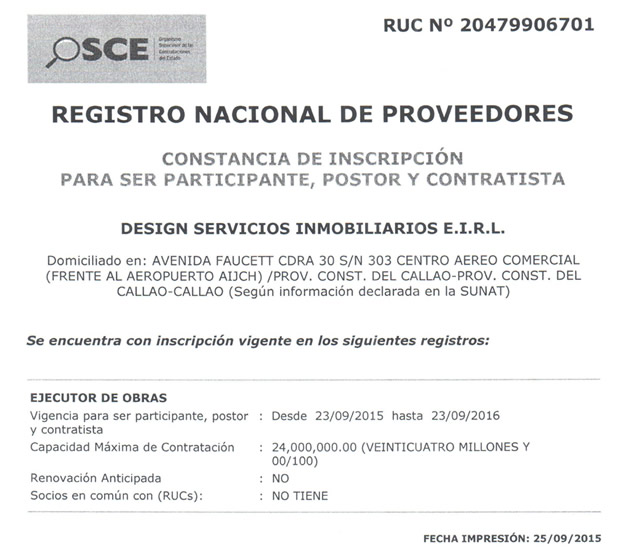 RUC Nº 20479906701
OSCE
Organismo
Supervisor de las
Contrataciones
del Estado
REGISTRO NACIONAL DE PROVEEDORES
CONSTANCIA DE INSCRIPCIÓN
PARA SER PARTICIPANTE, POSTOR Y CONTRATISTA
DESIGN SERVICIOS INMOBILIARIOS E.I.R.L.
Domiciliado en: AVENIDA FAUCETT CDRA 30 S/N 303 CENTRO AEREO COMERCIAL
(FRENTE AL AEROPUERTO AIJCH) /PROV. CONST. DEL CALLAO-PROV. CONST. DEL
CALLAO-CALLAO (Según información declarada en la SUNAT)
Se encuentra con inscripción vigente en los siguientes registros:
EJECUTOR DE OBRAS
Vigencia para ser participante, postor : Desde 23/09/2015 hasta 23/09/2016
y contratista
Capacidad Máxima de Contratación : 24,000,000.00 (VEINTICUATRO MILLONES Y
00/100)
Renovación Anticipada : NO
Socios en común con (RUCs): : NO TIENE
FECHA IMPRESIÓN: 25/09/2015